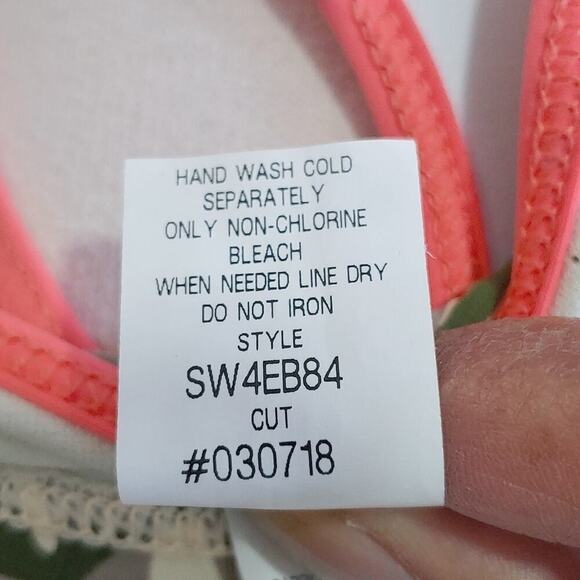 HAND WASH COLD
SEPARATELY
ONLY NON-CHLORINE
BLEACH
WHEN NEEDED LINE DRY
DO NOT IRON
STYLE
SW4EB84
CUT
#030718